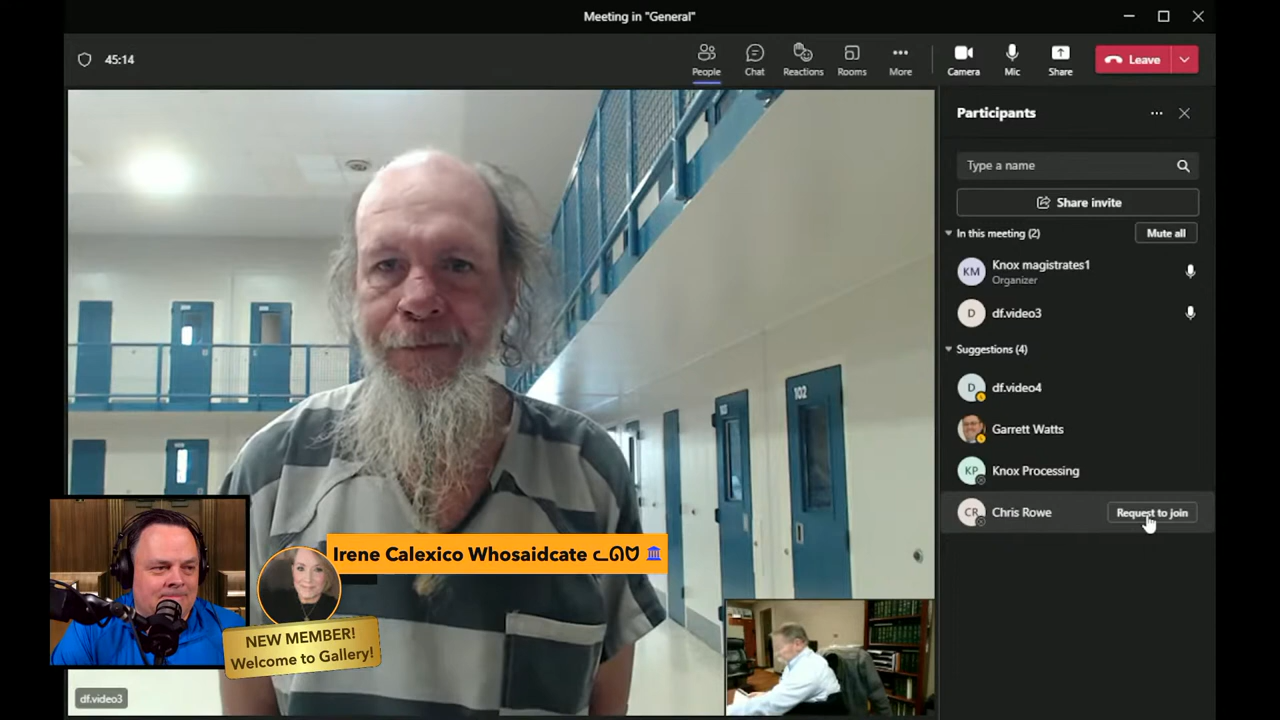 Meeting in "General"
45:14
People
Chat
Reactions
Rooms
More
Camera
Mic
Share
Leave
Participants
Type a name
Share invite
In this meeting (2)
Mute all
KM
Knox magistrates1
Organizer
D
df.video3
Suggestions (4)
D
df.video4
Garrett Watts
KP
Knox Processing
CR
Chris Rowe
Request to join
103
102
Irene Calexico Whosaidcate ᓚᘏᗢ
NEW MEMBER!
Welcome to Gallery!
df.video3